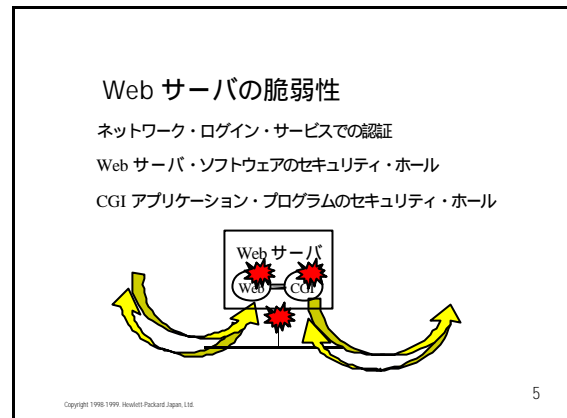 Web サーバの脆弱性
ネットワーク・ログイン・サービスでの認証
Web サーバ・ソフトウェアのセキュリティ・ホール
CGI アプリケーション・プログラムのセキュリティ・ホール
Web サーバ
Web CGI
5
Copyright 1998-1999. Hewlett-Packard Japan, Ltd.